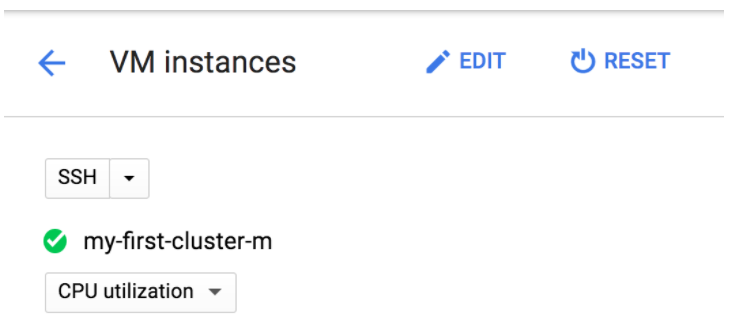 VM instances EDIT RESET
SSH
my-first-cluster-m
CPU utilization